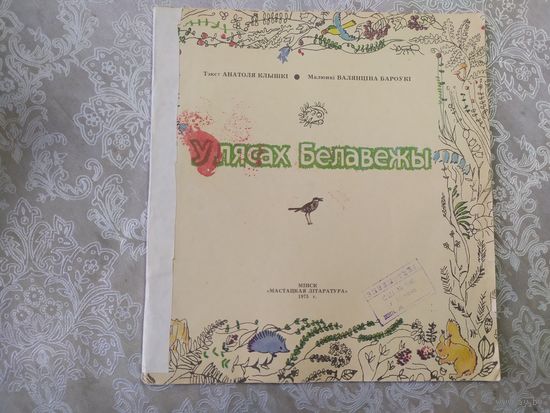 Тэкст АНАТОЛЯ КЛЫШКІ ● Малюнкі ВАЛЯНЦІНА БАРОЎКІ
У лясах Белавежы
МІНСК
«МАСТАЦКАЯ ЛІТАРАТУРА»
1975 г.